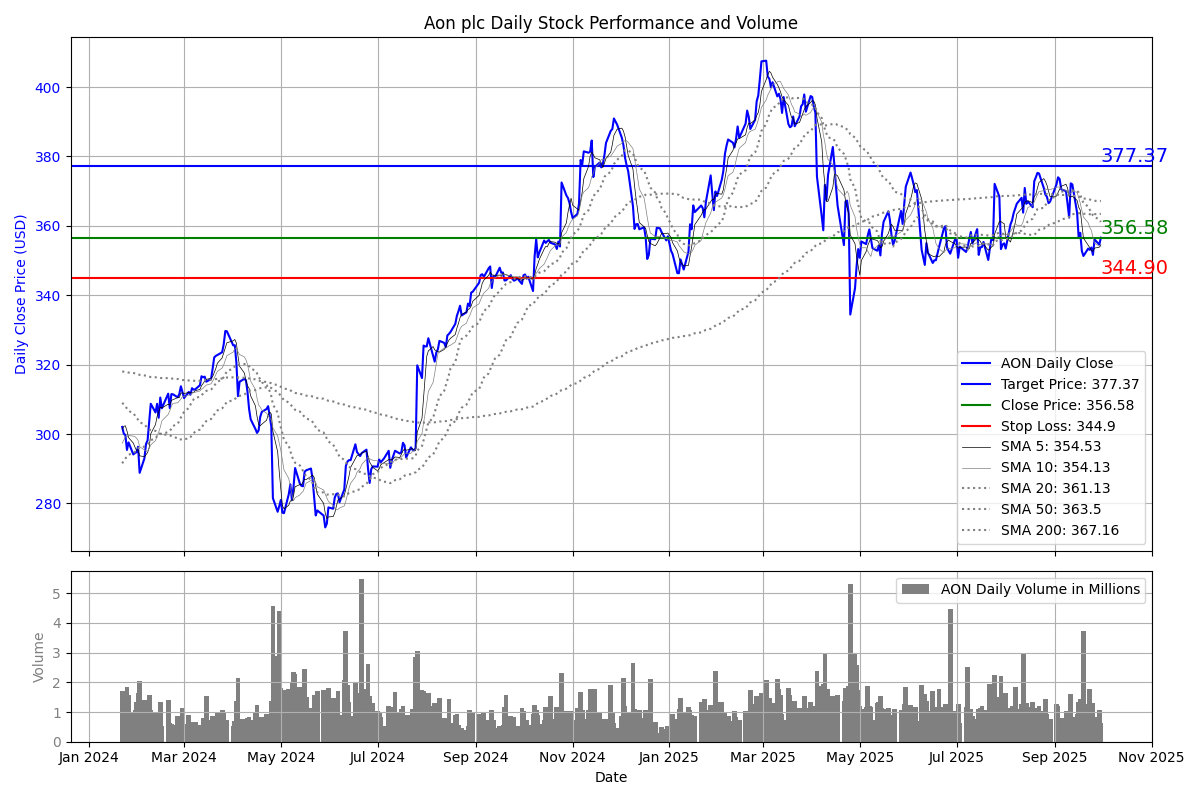 Aon plc Daily Stock Performance and Volume
Daily Close Price (USD)
400
380
360
340
320
300
280
377.37
356.58
344.90
AON Daily Close
Target Price: 377.37
Close Price: 356.58
Stop Loss: 344.9
SMA 5: 354.53
SMA 10: 354.13
SMA 20: 361.13
SMA 50: 363.5
SMA 200: 367.16
Volume
5
4
3
2
1
0
AON Daily Volume in Millions
Jan 2024
Mar 2024
May 2024
Jul 2024
Sep 2024
Nov 2024
Jan 2025
Mar 2025
May 2025
Jul 2025
Sep 2025
Nov 2025
Date